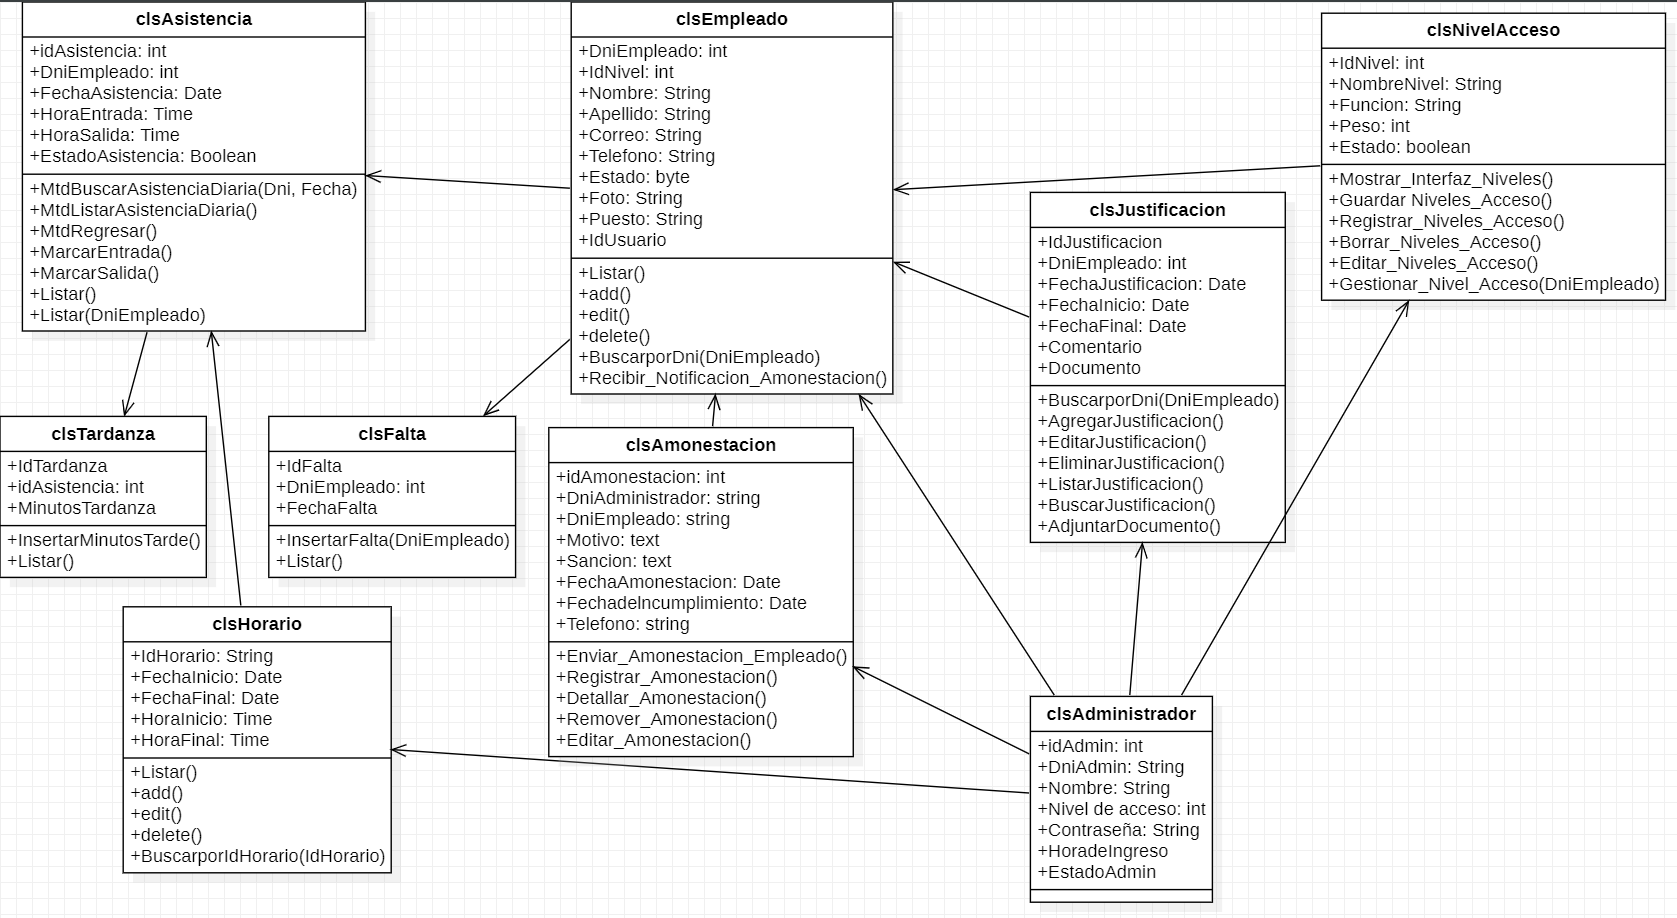 clsAsistencia
+idAsistencia: int
+DniEmpleado: int
+FechaAsistencia: Date
+HoraEntrada: Time
+HoraSalida: Time
+EstadoAsistencia: Boolean
+MtdBuscarAsistenciaDiaria(Dni, Fecha)
+MtdListarAsistenciaDiaria()
+MtdRegresar()
+MarcarEntrada()
+MarcarSalida()
+Listar()
+Listar(DniEmpleado)
clsEmpleado
+DniEmpleado: int
+IdNivel: int
+Nombre: String
+Apellido: String
+Correo: String
+Telefono: String
+Estado: byte
+Foto: String
+Puesto: String
+IdUsuario
+Listar()
+add()
+edit()
+delete()
+BuscarporDni(DniEmpleado)
+Recibir_Notificacion_Amonestacion()
clsNivelAcceso
+IdNivel: int
+NombreNivel: String
+Funcion: String
+Peso: int
+Estado: boolean
+Mostrar_Interfaz_Niveles()
+Guardar Niveles_Acceso()
+Registrar_Niveles_Acceso()
+Borrar_Niveles_Acceso()
+Editar_Niveles_Acceso()
+Gestionar_Nivel_Acceso(DniEmpleado)
clsJustificacion
+IdJustificacion
+DniEmpleado: int
+FechaJustificacion: Date
+FechaInicio: Date
+FechaFinal: Date
+Comentario
+Documento
+BuscarporDni(DniEmpleado)
+AgregarJustificacion()
+EditarJustificacion()
+EliminarJustificacion()
+ListarJustificacion()
+BuscarJustificacion()
+AdjuntarDocumento()
clsTardanza
+IdTardanza
+idAsistencia: int
+MinutosTardanza
+InsertarMinutosTarde()
+Listar()
clsFalta
+IdFalta
+DniEmpleado: int
+FechaFalta
+InsertarFalta(DniEmpleado)
+Listar()
clsAmonestacion
+idAmonestacion: int
+DniAdministrador: string
+DniEmpleado: string
+Motivo: text
+Sancion: text
+FechaAmonestacion: Date
+FechadeIncumplimiento: Date
+Telefono: string
+Enviar_Amonestacion_Empleado()
+Registrar_Amonestacion()
+Detallar_Amonestacion()
+Remover_Amonestacion()
+Editar_Amonestacion()
clsHorario
+IdHorario: String
+FechaInicio: Date
+FechaFinal: Date
+HoraInicio: Time
+HoraFinal: Time
+Listar()
+add()
+edit()
+delete()
+BuscarporIdHorario(IdHorario)
clsAdministrador
+idAdmin: int
+DniAdmin: String
+Nombre: String
+Nivel de acceso: int
+Contraseña: String
+HoradeIngreso
+EstadoAdmin